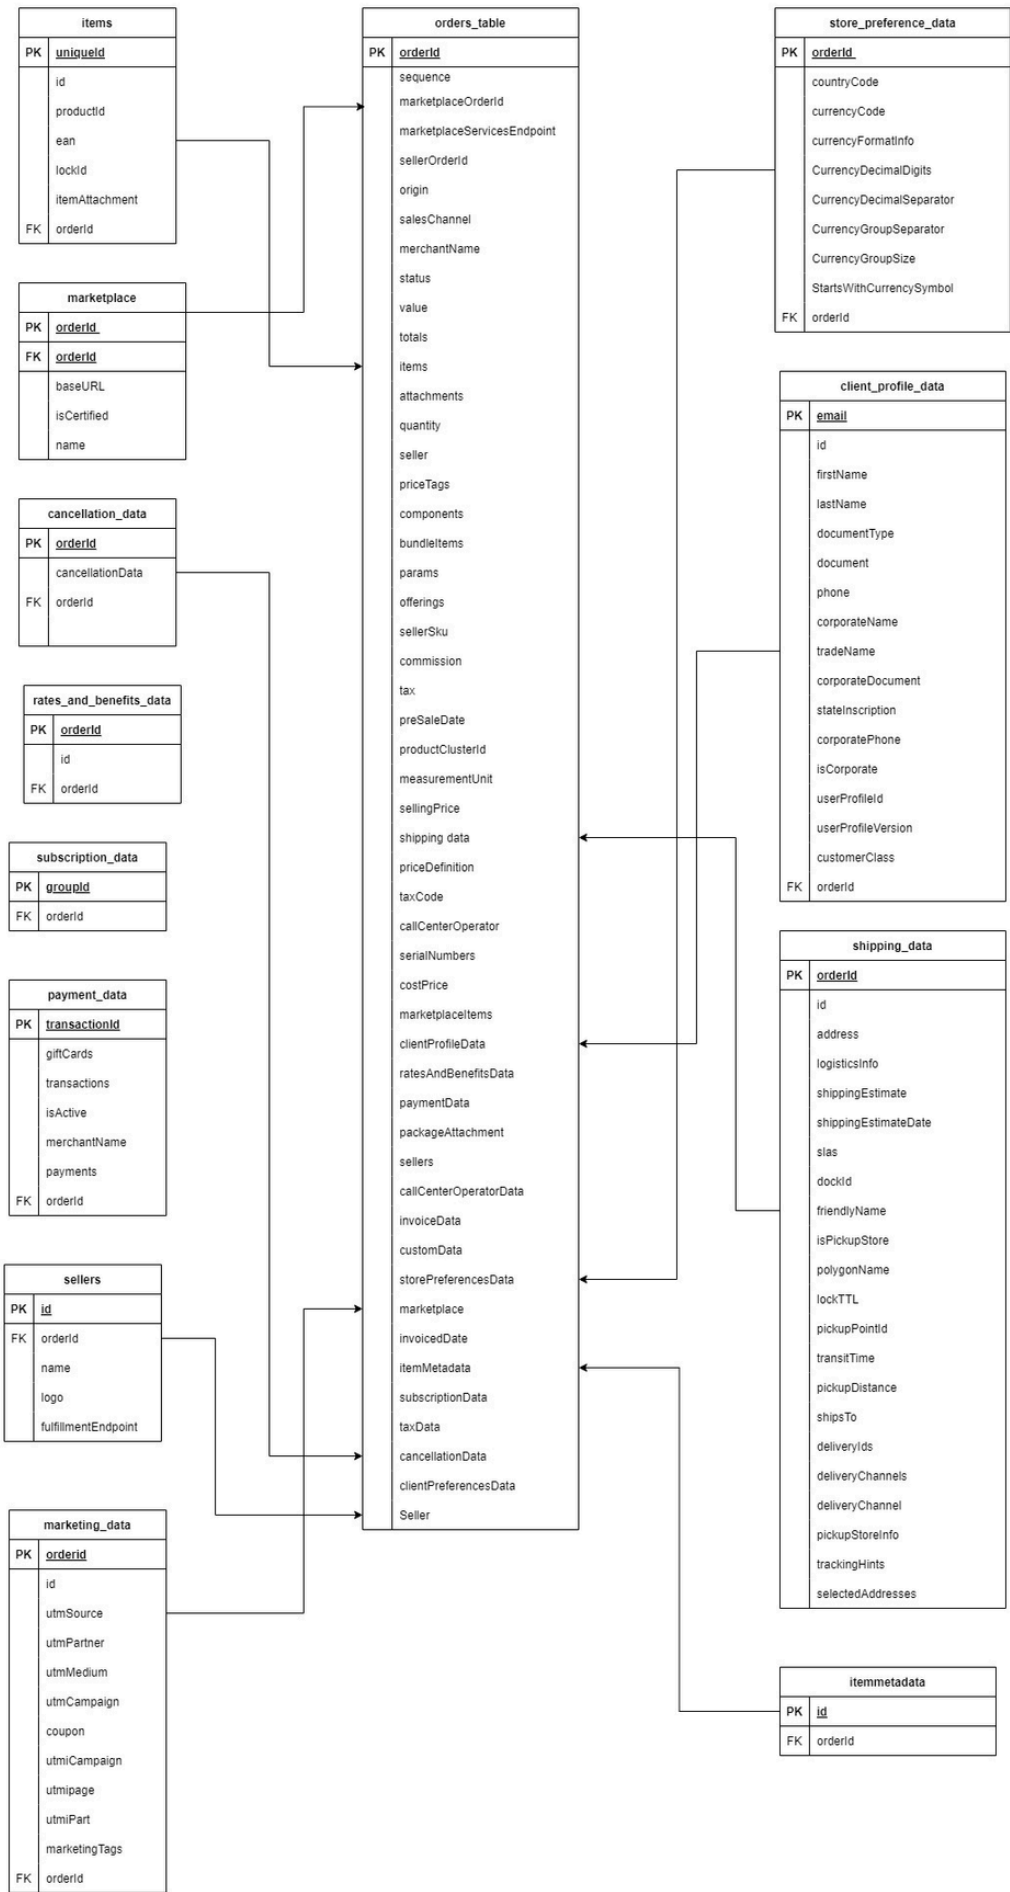 items
PK uniqueId
id
productId
ean
lockId
itemAttachment
FK orderId
marketplace
PK orderId
FK orderId
baseURL
isCertified
name
cancellation_data
PK orderId
cancellationData
FK orderId
rates_and_benefits_data
PK orderId
id
FK orderId
subscription_data
PK groupId
FK orderId
payment_data
PK transactionId
giftCards
transactions
isActive
merchantName
payments
FK orderId
sellers
PK id
FK orderId
name
logo
fulfillmentEndpoint
marketing_data
PK orderid
id
utmSource
utmPartner
utmMedium
utmCampaign
coupon
utmiCampaign
utmipage
utmiPart
marketingTags
FK orderId
orders_table
PK orderId
sequence
marketplaceOrderId
marketplaceServicesEndpoint
sellerOrderId
origin
salesChannel
merchantName
status
value
totals
items
attachments
quantity
seller
priceTags
components
bundleItems
params
offerings
sellerSku
commission
tax
preSaleDate
productClusterId
measurementUnit
sellingPrice
shipping data
priceDefinition
taxCode
callCenterOperator
serialNumbers
costPrice
marketplaceItems
clientProfileData
ratesAndBenefitsData
paymentData
packageAttachment
sellers
callCenterOperatorData
invoiceData
customData
storePreferencesData
marketplace
invoicedDate
itemMetadata
subscriptionData
taxData
cancellationData
clientPreferencesData
Seller
store_preference_data
PK orderId
countryCode
currencyCode
currencyFormatInfo
CurrencyDecimalDigits
CurrencyDecimalSeparator
CurrencyGroupSeparator
CurrencyGroupSize
StartsWithCurrencySymbol
FK orderId
client_profile_data
PK email
id
firstName
lastName
documentType
document
phone
corporateName
tradeName
corporateDocument
stateInscription
corporatePhone
isCorporate
userProfileId
userProfileVersion
customerClass
FK orderId
shipping_data
PK orderId
id
address
logisticsInfo
shippingEstimate
shippingEstimateDate
slas
dockId
friendlyName
isPickupStore
polygonName
lockTTL
pickupPointId
transitTime
pickupDistance
shipsTo
deliveryIds
deliveryChannels
deliveryChannel
pickupStoreInfo
trackingHints
selectedAddresses
itemmetadata
PK id
FK orderId